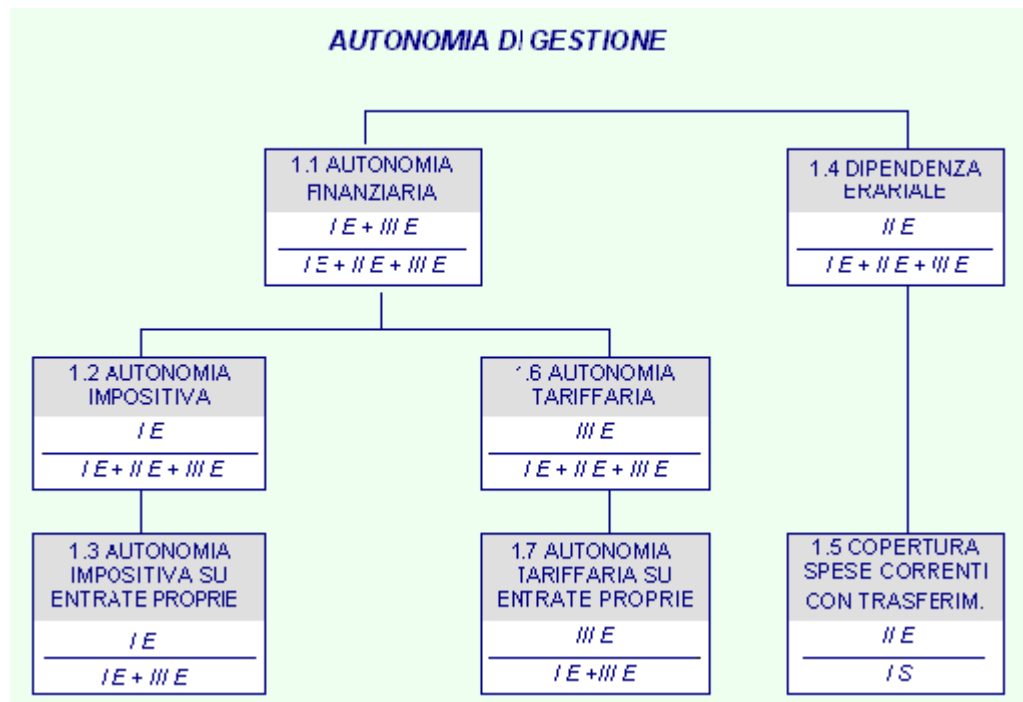 AUTONOMIA DI GESTIONE
1.1 AUTONOMIA
FINANZIARIA
I E + III E
I E + II E + III E
1.4 DIPENDENZA
ERARIALE
II E
I E + II E + III E
1.2 AUTONOMIA
IMPOSITIVA
I E
I E + II E + III E
1.6 AUTONOMIA
TARIFFARIA
III E
I E + II E + III E
1.3 AUTONOMIA
IMPOSITIVA SU
ENTRATE PROPRIE
I E
I E + III E
1.7 AUTONOMIA
TARIFFARIA SU
ENTRATE PROPRIE
III E
I E +III E
1.5 COPERTURA
SPESE CORRENTI
CON TRASFERIM.
II E
I S